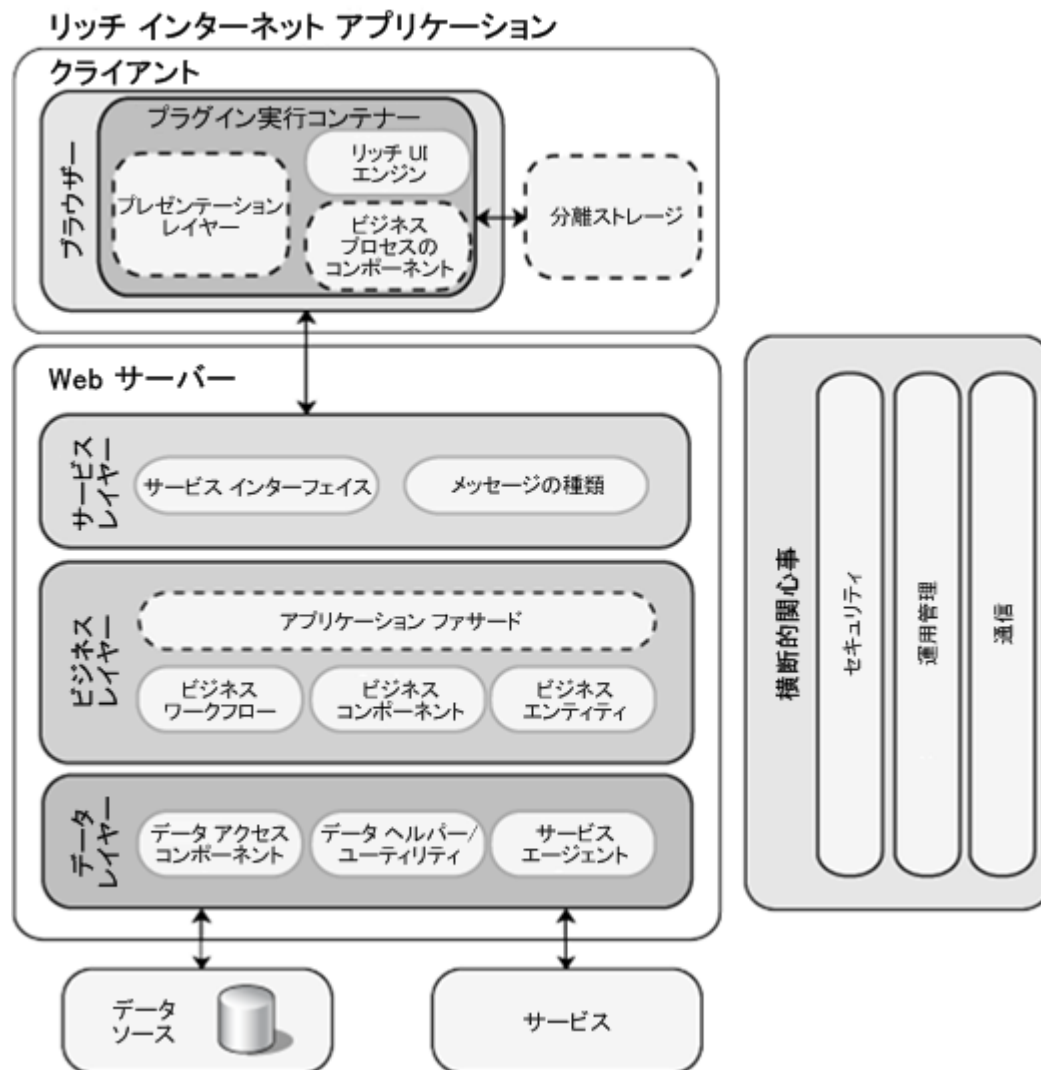 リッチ インターネット アプリケーション
クライアント
ブラウザー
プラグイン実行コンテナー
プレゼンテーション
レイヤー
リッチ UI
エンジン
ビジネス
プロセスの
コンポーネント
分離ストレージ
Web サーバー
サービス
レイヤー
サービス インターフェイス
メッセージの種類
ビジネス
レイヤー
アプリケーション ファサード
ビジネス
ワークフロー
ビジネス
コンポーネント
ビジネス
エンティティ
データ
レイヤー
データ アクセス
コンポーネント
データ ヘルパー/
ユーティリティ
サービス
エージェント
データ
ソース
サービス
横断的関心事
セキュリティ
運用管理
通信